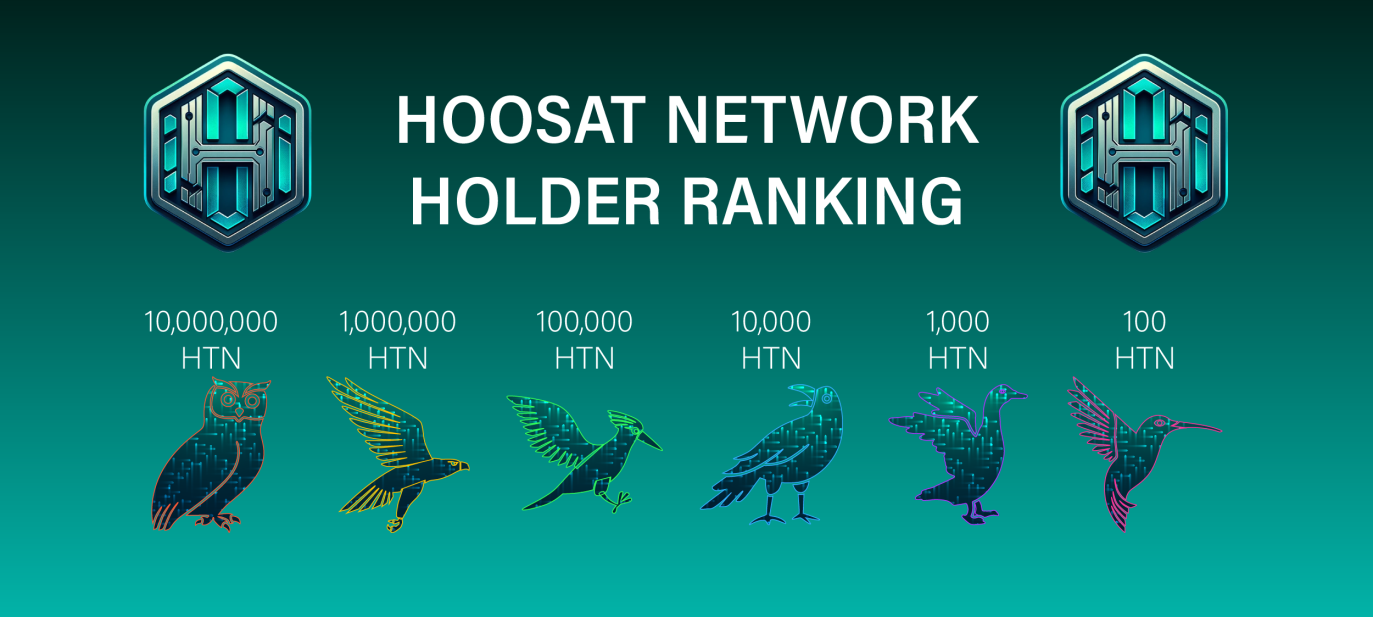 HOOSAT NETWORK
HOLDER RANKING
10,000,000
HTN
1,000,000
HTN
100,000
HTN
10,000
HTN
1,000
HTN
100
HTN